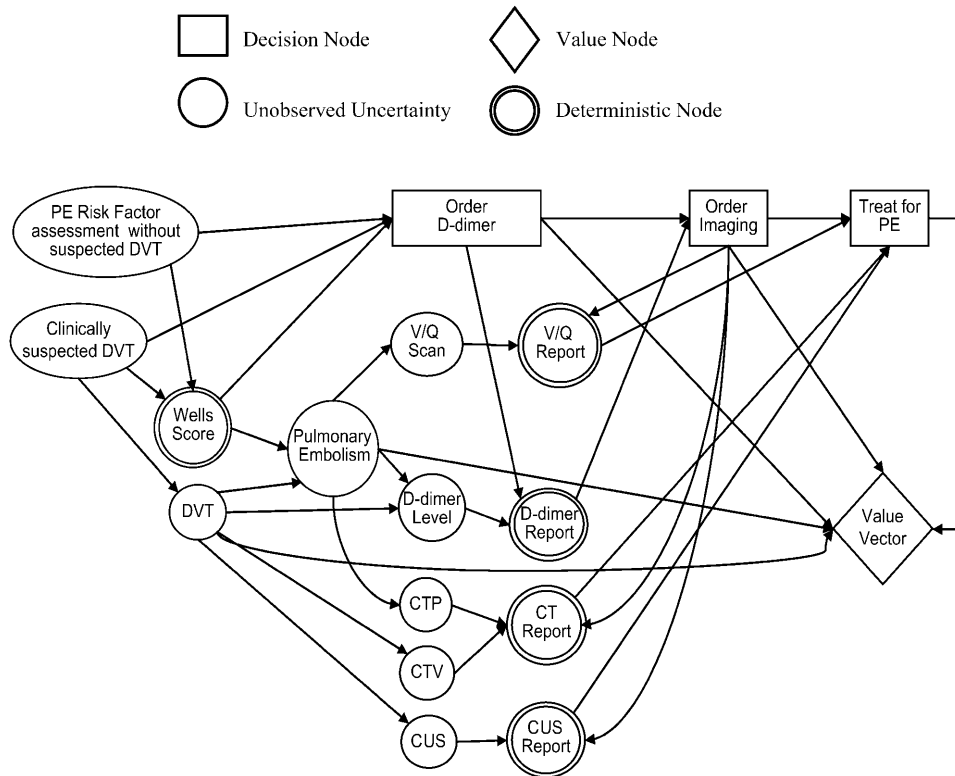 Decision Node
Value Node
Unobserved Uncertainty
Deterministic Node
PE Risk Factor
assessment without
suspected DVT
Order
D-dimer
Order
Imaging
Treat for
PE
Clinically
suspected DVT
V/Q
Scan
V/Q
Report
Wells
Score
Pulmonary
Embolism
DVT
D-dimer
Level
D-dimer
Report
Value
Vector
CTP
CT
Report
CTV
CUS
CUS
Report